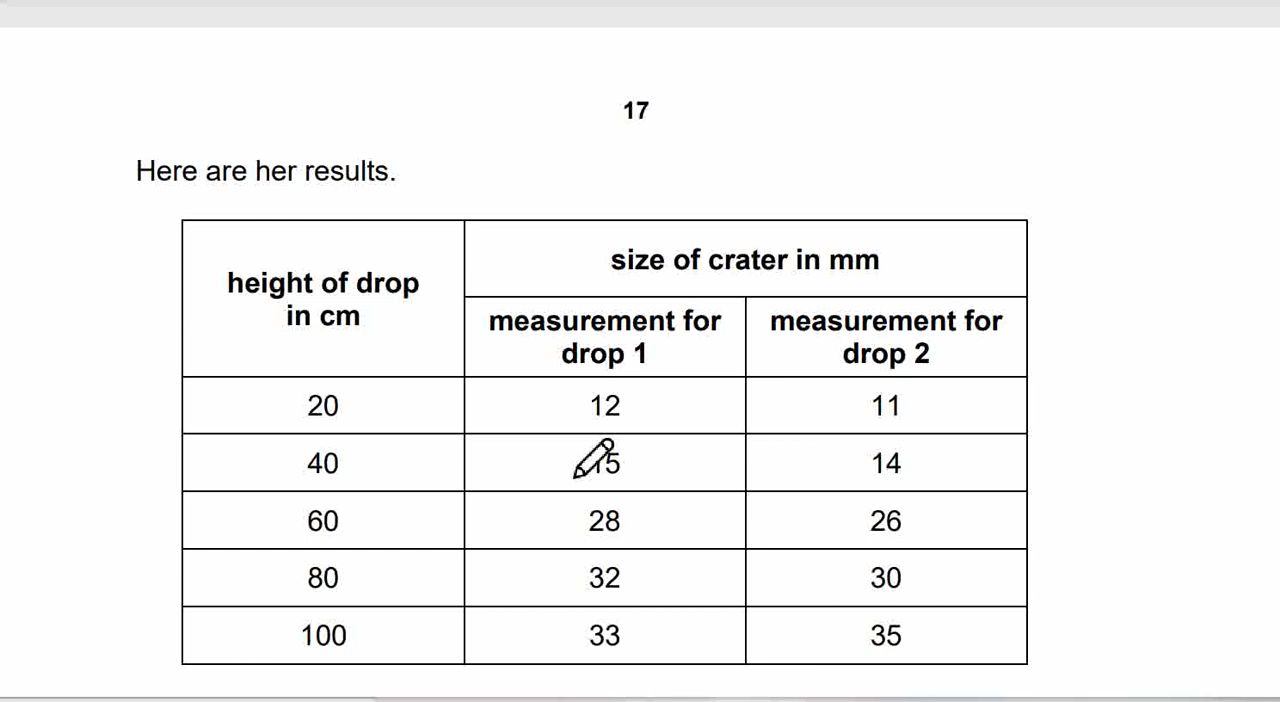 17
Here are her results.
height of drop
in cm
size of crater in mm
measurement for
drop 1
measurement for
drop 2
20 12 11
40 15 14
60 28 26
80 32 30
100 33 35